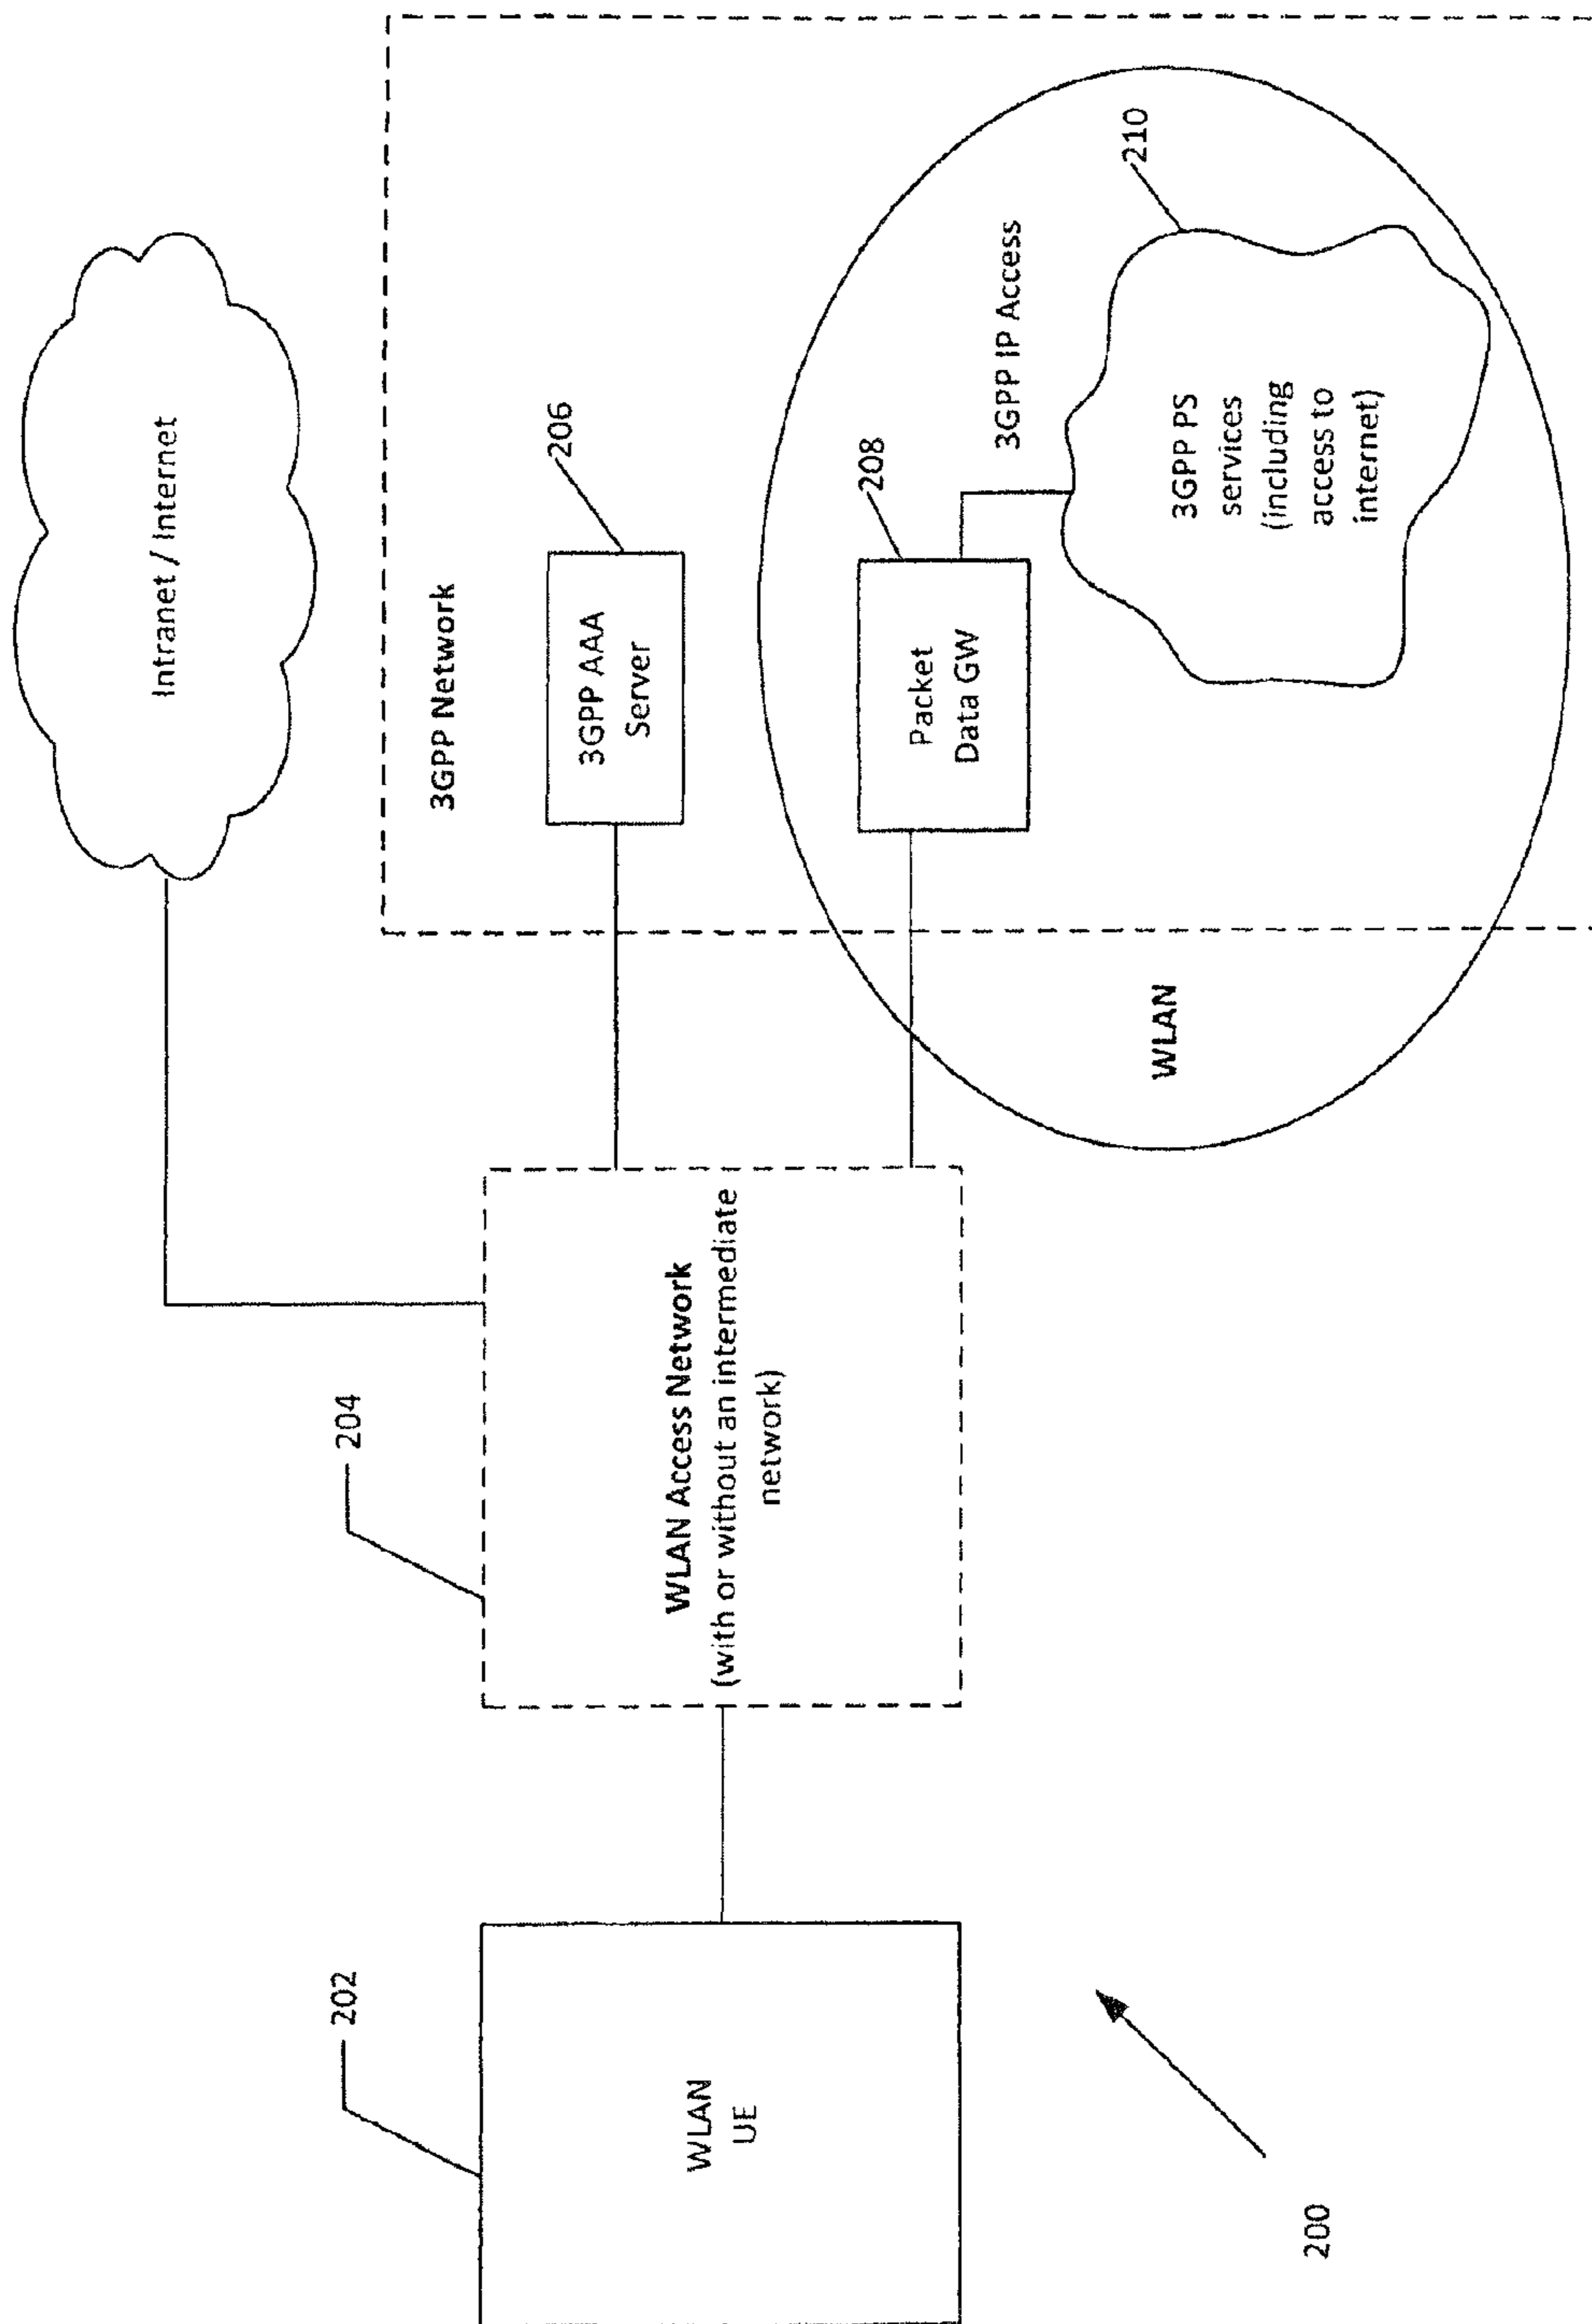 Intranet / Internet
3GPP Network
206
3GPP AAA
Server
204
WLAN Access Network
(with or without an intermediate
network)
202
WLAN
UE
208
Packet
Data GW
3GPP IP Access
210
3GPP PS
services
(including
access to
internet)
WLAN
200